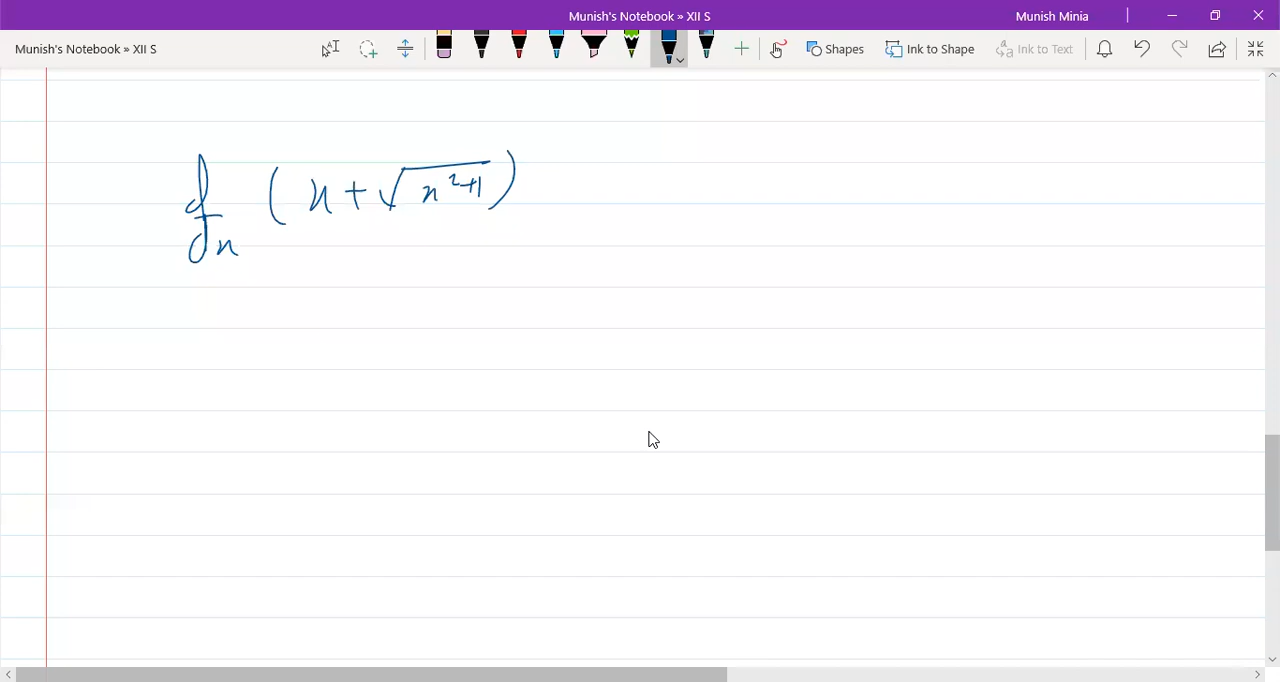 Munish's Notebook » XII S
Munish Minia
Munish's Notebook » XII S
Shapes
Ink to Shape
Ink to Text
d/dx (x + √(x²+1))